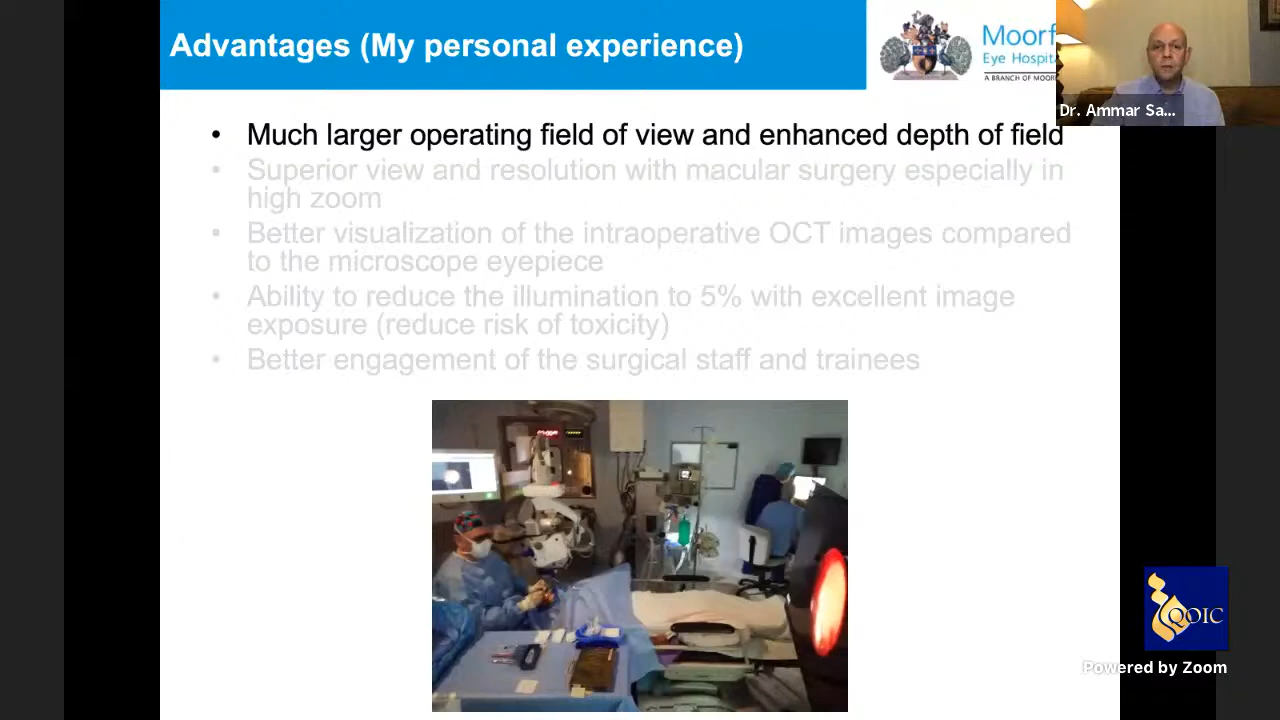 Advantages (My personal experience)
Moorf
Eye Hospita
A BRANCH OF MOOR
Dr. Ammar Sa...
• Much larger operating field of view and enhanced depth of field
• Superior view and resolution with macular surgery especially in
high zoom
• Better visualization of the intraoperative OCT images compared
to the microscope eyepiece
• Ability to reduce the illumination to 5% with excellent image
exposure (reduce risk of toxicity)
• Better engagement of the surgical staff and trainees
QOIC
Powered by Zoom